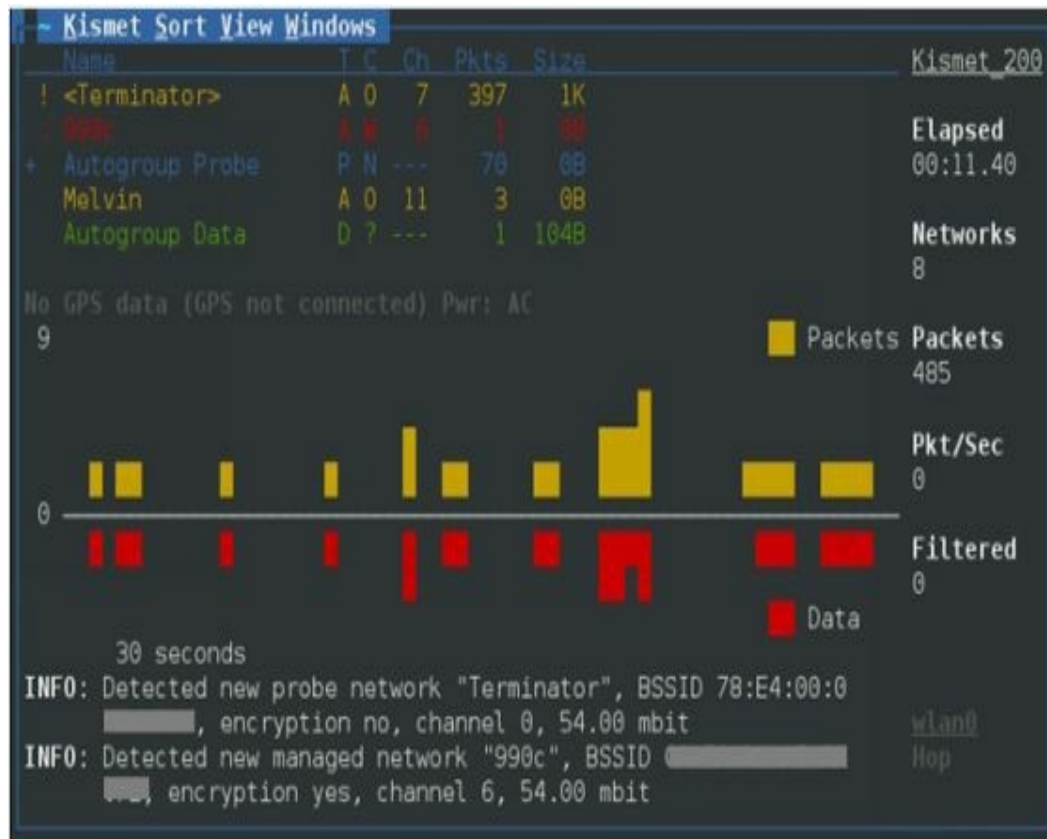 ~ Kismet Sort View Windows
Name T C Ch Pkts Size
! <Terminator> A O 7 397 1K
990c A W 6 1 0B
+ Autogroup Probe P N --- 70 0B
Melvin A O 11 3 0B
Autogroup Data D ? --- 1 104B
No GPS data (GPS not connected) Pwr: AC
9
Packets
0
Data
30 seconds
INFO: Detected new probe network "Terminator", BSSID 78:E4:00:0
, encryption no, channel 0, 54.00 mbit
INFO: Detected new managed network "990c", BSSID
, encryption yes, channel 6, 54.00 mbit
Kismet_200
Elapsed
00:11.40
Networks
8
Packets
485
Pkt/Sec
0
Filtered
0
wlan0
Hop